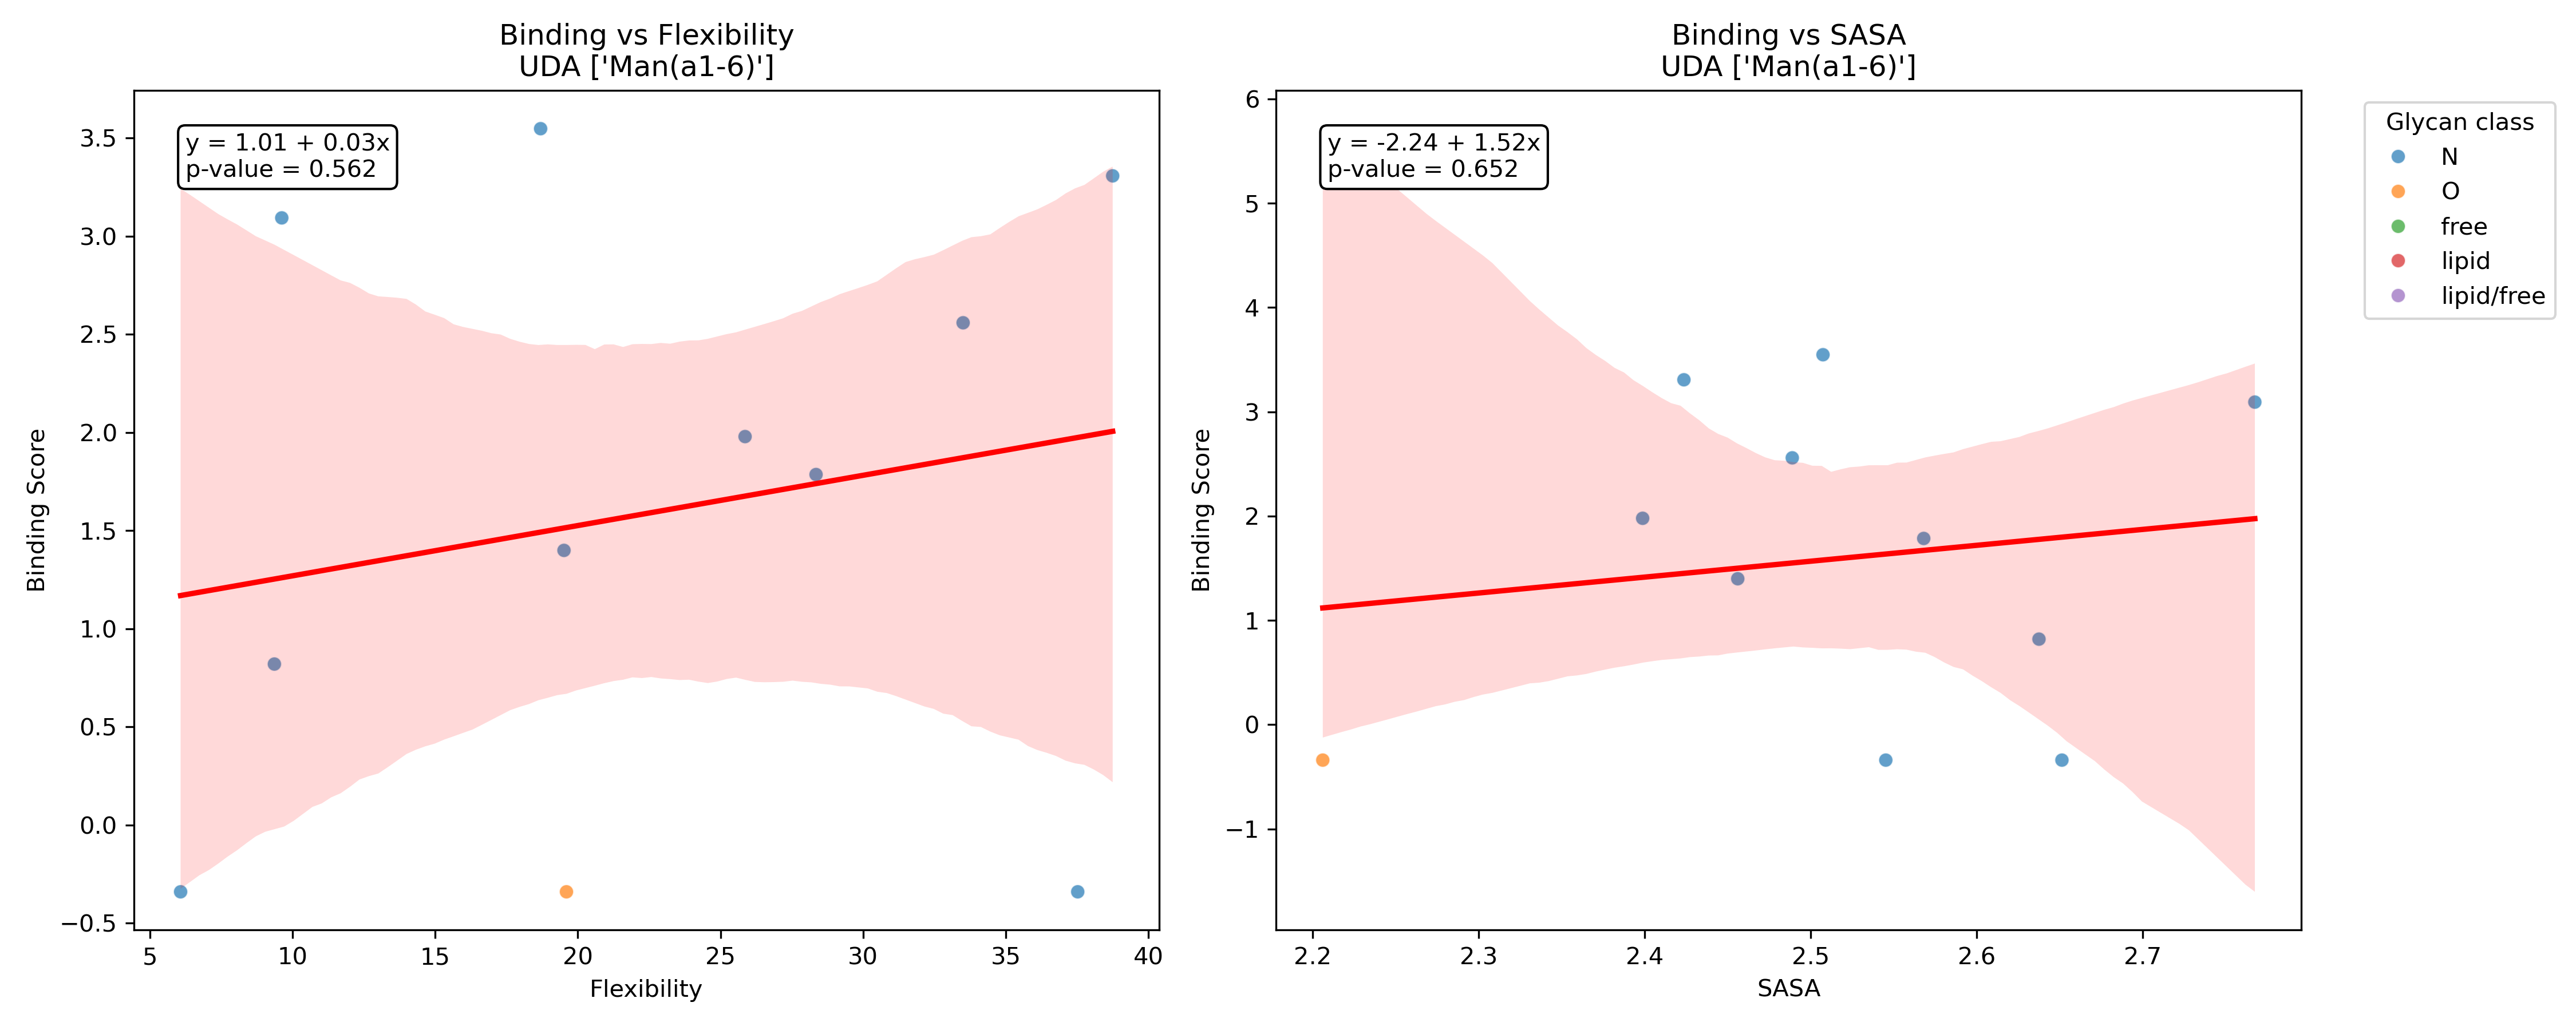 Binding vs Flexibility
UDA ['Man(a1-6)']
y = 1.01 + 0.03x
p-value = 0.562
3.5
3.0
2.5
2.0
1.5
1.0
0.5
0.0
−0.5
Binding Score
5 10 15 20 25 30 35 40
Flexibility
Binding vs SASA
UDA ['Man(a1-6)']
y = -2.24 + 1.52x
p-value = 0.652
6
5
4
3
2
1
0
−1
Binding Score
2.2 2.3 2.4 2.5 2.6 2.7
SASA
Glycan class
N
O
free
lipid
lipid/free